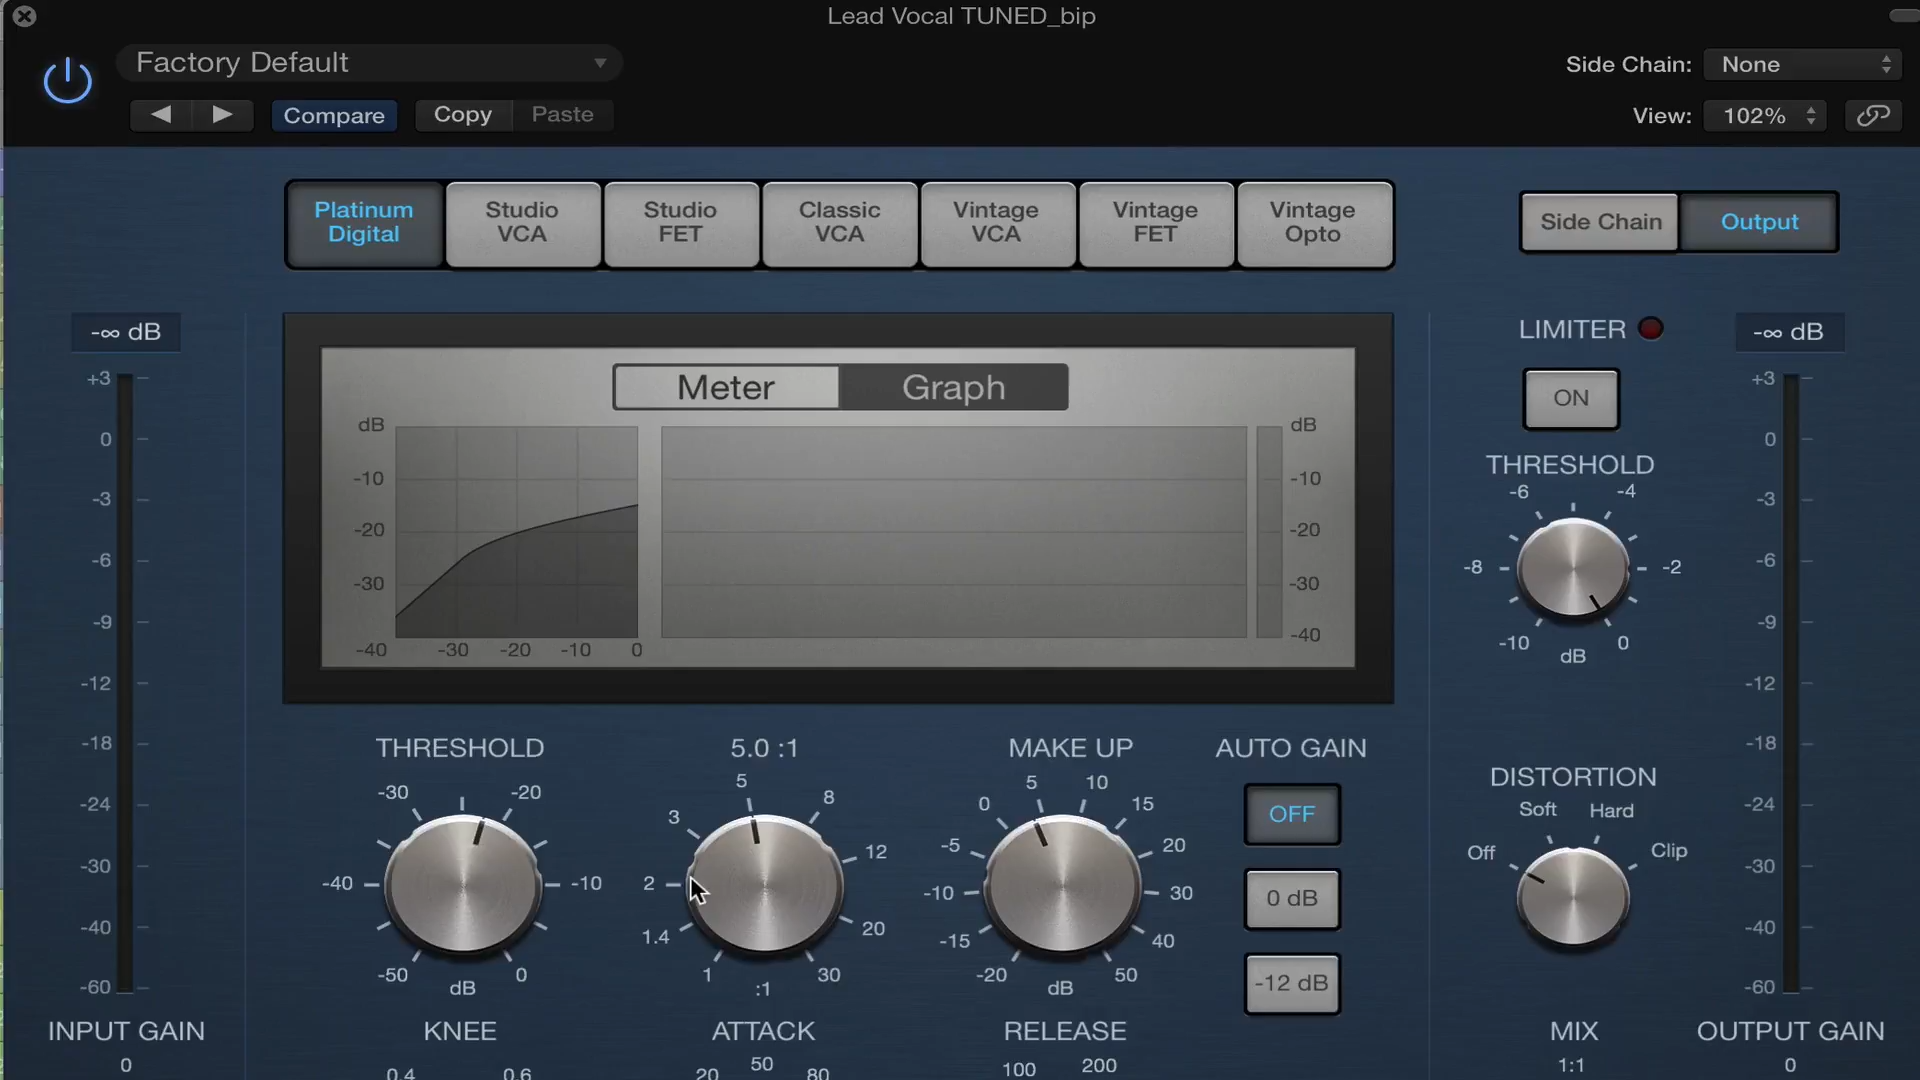 Lead Vocal TUNED_bip
Factory Default
Side Chain: None
Compare Copy Paste
View: 102%
Platinum Digital
Studio VCA
Studio FET
Classic VCA
Vintage VCA
Vintage FET
Vintage Opto
Side Chain Output
-∞ dB
+3
0
-3
-6
-9
-12
-18
-24
-30
-40
-60
INPUT GAIN
0
Meter Graph
dB
-10
-20
-30
-40 -30 -20 -10 0
dB
-10
-20
-30
-40
THRESHOLD
-30 -20
-40 -10
-50 0
dB
5.0 :1
5
3 8
2 12
1.4 20
1 30
:1
MAKE UP
5 10
0 15
-5 20
-10 30
-15 40
-20 50
dB
AUTO GAIN
OFF
0 dB
-12 dB
KNEE
0.4 0.6
ATTACK
50
20 80
RELEASE
100 200
LIMITER
ON
THRESHOLD
-6 -4
-8 -2
-10 0
dB
DISTORTION
Soft Hard
Off Clip
MIX
1:1
-∞ dB
+3
0
-3
-6
-9
-12
-18
-24
-30
-40
-60
OUTPUT GAIN
0